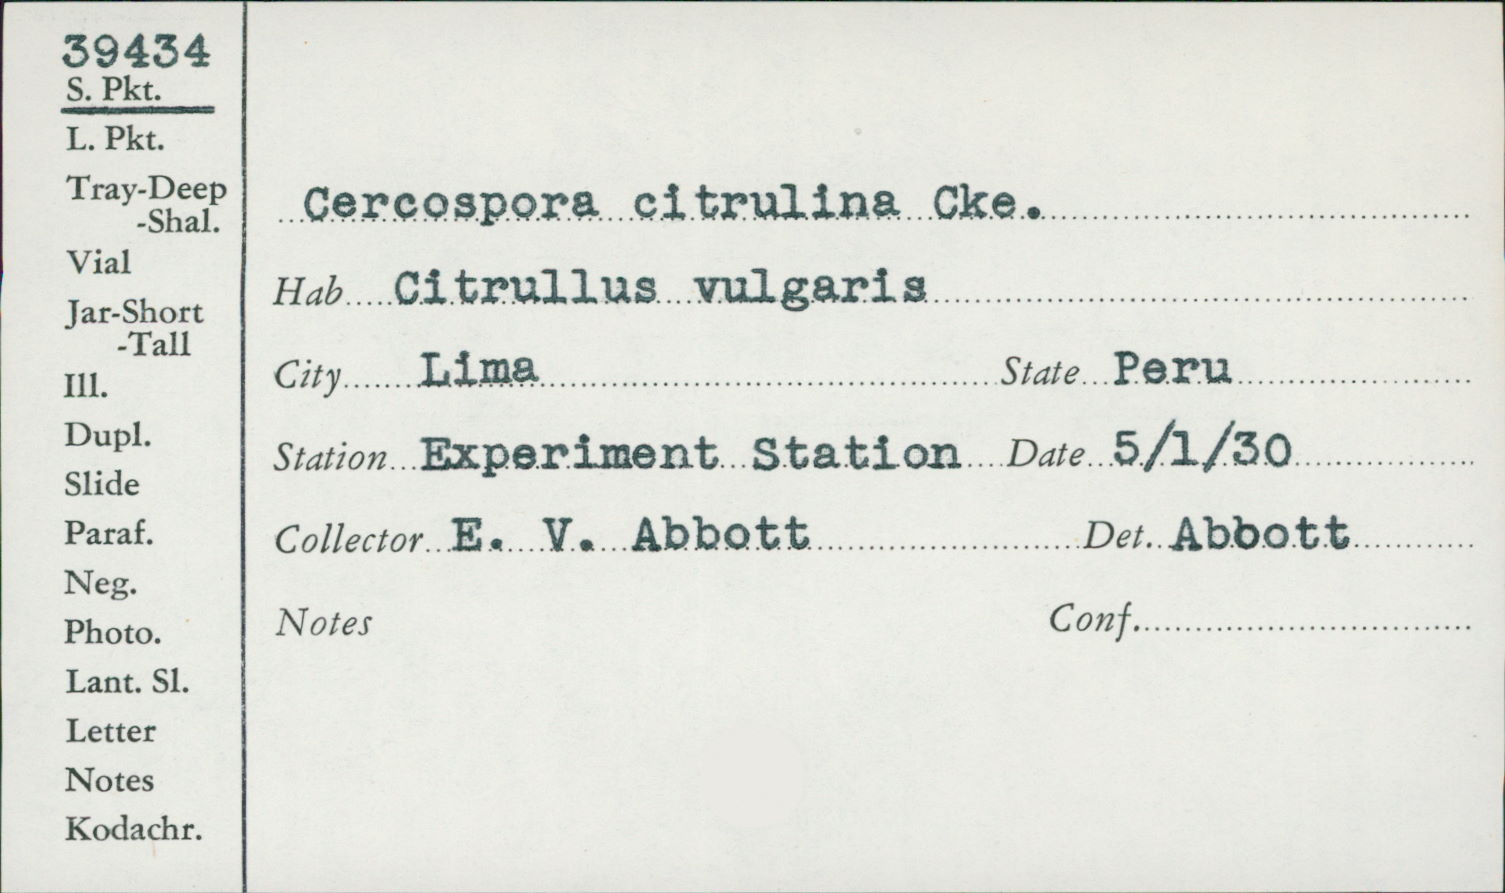 39434
S. Pkt.
L. Pkt.
Tray-Deep
-Shal.
Vial
Jar-Short
-Tall
Ill.
Dupl.
Slide
Paraf.
Neg.
Photo.
Lant. Sl.
Letter
Notes
Kodachr.
Cercospora citrulina Cke.
Hab Citrullus vulgaris
City Lima State Peru
Station Experiment Station Date 5/1/30
Collector E. V. Abbott Det. Abbott
Notes Conf.